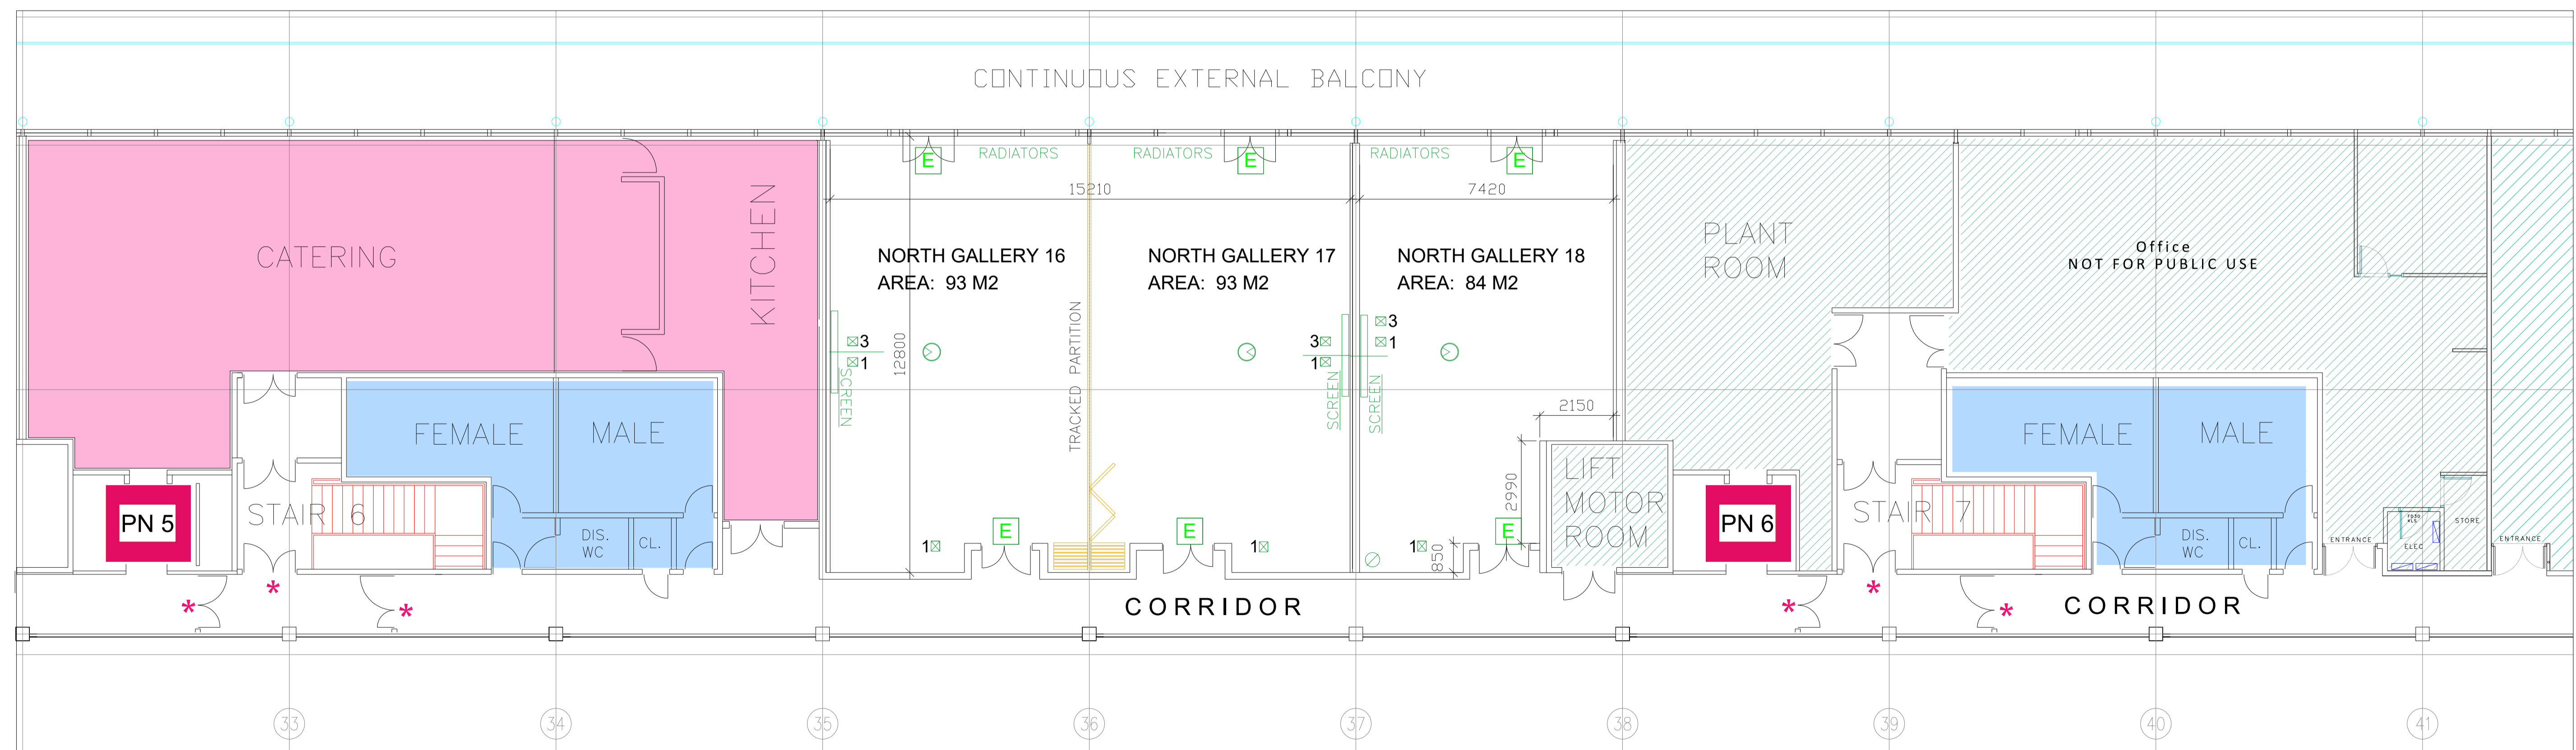 CONTINUOUS EXTERNAL BALCONY
E
RADIATORS
RADIATORS
E
RADIATORS
E
15210
7420
CATERING
KITCHEN
NORTH GALLERY 16
AREA: 93 M2
NORTH GALLERY 17
AREA: 93 M2
NORTH GALLERY 18
AREA: 84 M2
PLANT
ROOM
Office
NOT FOR PUBLIC USE
3
1
SCREEN
12800
TRACKED PARTITION
3
1
SCREEN
3
1
SCREEN
2150
FEMALE
MALE
FEMALE
MALE
PN 5
STAIR 6
DIS.
WC
CL.
1
E
E
1
1
E
2990
850
LIFT
MOTOR
ROOM
PN 6
STAIR 7
DIS.
WC
CL.
ENTRANCE
FD30
KLS
ELEC
STORE
ENTRANCE
*
*
*
CORRIDOR
*
*
*
CORRIDOR
33
34
35
36
37
38
39
40
41